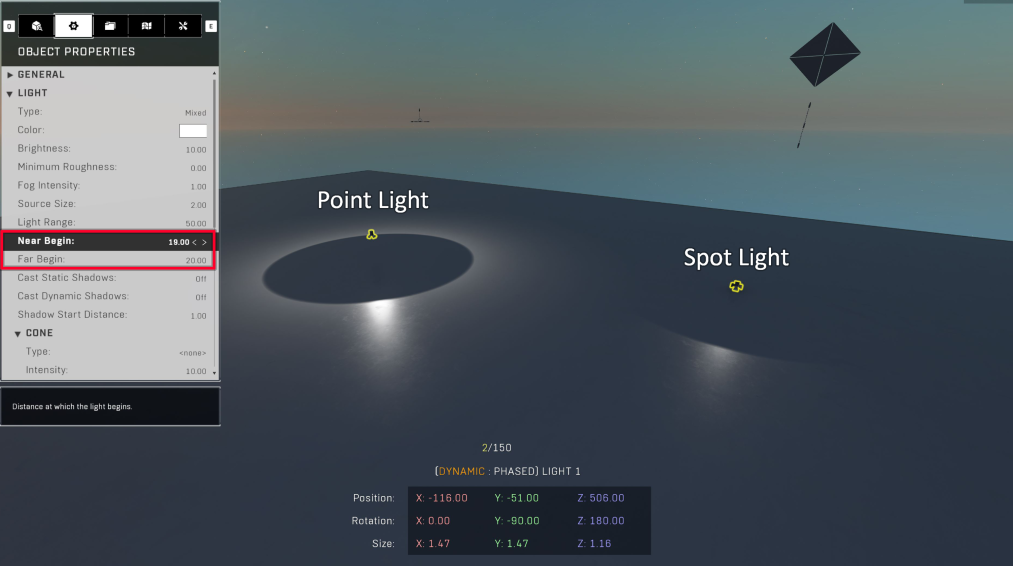 Q E
OBJECT PROPERTIES
GENERAL
LIGHT
Type: Mixed
Color:
Brightness: 10.00
Minimum Roughness: 0.00
Fog Intensity: 1.00
Source Size: 2.00
Light Range: 50.00
Near Begin: 19.00 < >
Far Begin: 20.00
Cast Static Shadows: Off
Cast Dynamic Shadows: Off
Shadow Start Distance: 1.00
CONE
Type: <none>
Intensity: 10.00
Distance at which the light begins.
Point Light
Spot Light
2/150
(DYNAMIC : PHASED) LIGHT 1
Position: X: -116.00 Y: -51.00 Z: 506.00
Rotation: X: 0.00 Y: -90.00 Z: 180.00
Size: X: 1.47 Y: 1.47 Z: 1.16